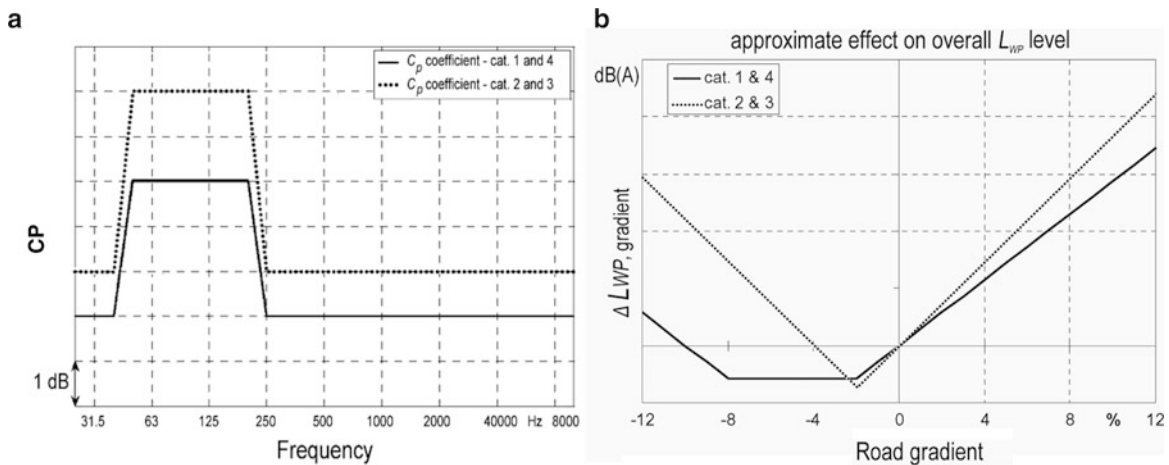 a
C_p coefficient - cat. 1 and 4
C_p coefficient - cat. 2 and 3
CP
1 dB
31.5 63 125 250 500 1000 2000 40000 Hz 8000
Frequency
b
approximate effect on overall L_WP level
dB(A)
cat. 1 & 4
cat. 2 & 3
Δ LWP, gradient
-12 -8 -4 0 4 8 % 12
Road gradient